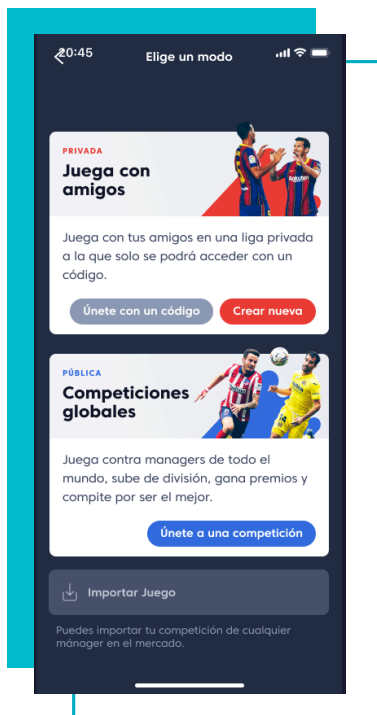 20:45
Elige un modo
PRIVADA
Juega con
amigos
Rakuten
Juega con tus amigos en una liga privada
a la que solo se podrá acceder con un
código.
Únete con un código
Crear nueva
PÚBLICA
Competiciones
globales
Juega contra managers de todo el
mundo, sube de división, gana premios y
compite por ser el mejor.
Únete a una competición
Importar Juego
Puedes importar tu competición de cualquier
mánager en el mercado.